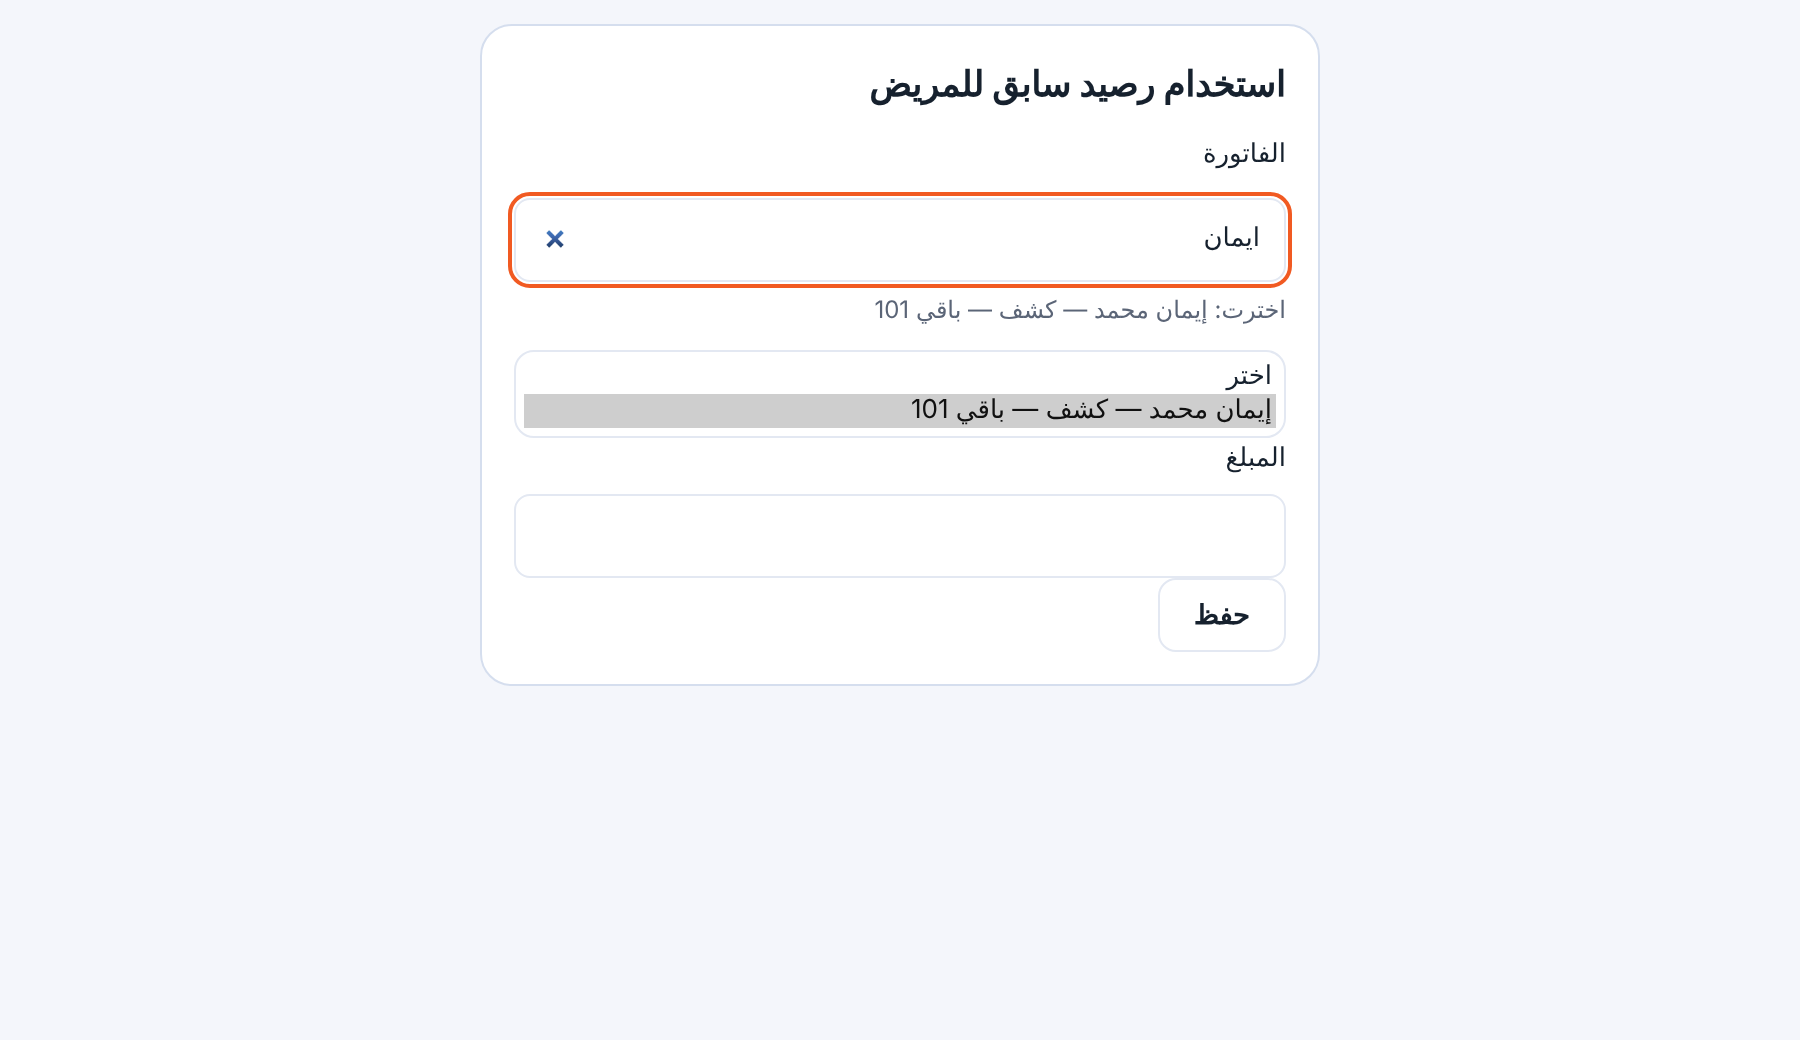 استخدام رصيد سابق للمريض
الفاتورة
ايمان
اخترت: إيمان محمد — كشف — باقي 101
اختر
إيمان محمد — كشف — باقي 101
المبلغ
حفظ